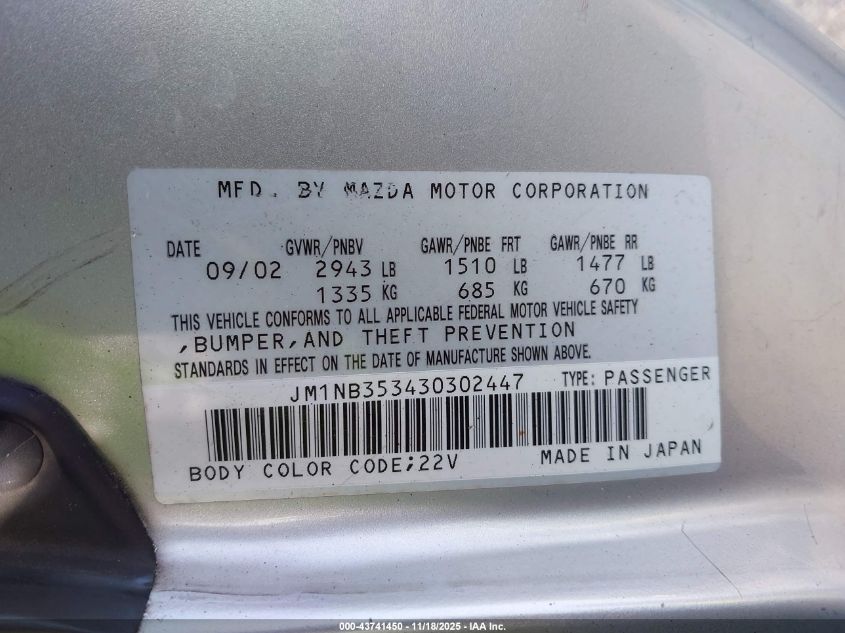 MFD. BY MAZDA MOTOR CORPORATION
DATE GVWR/PNBV GAWR/PNBE FRT GAWR/PNBE RR
09/02 2943 LB 1510 LB 1477 LB
1335 KG 685 KG 670 KG
THIS VEHICLE CONFORMS TO ALL APPLICABLE FEDERAL MOTOR VEHICLE SAFETY
,BUMPER,AND THEFT PREVENTION
STANDARDS IN EFFECT ON THE DATE OF MANUFACTURE SHOWN ABOVE.
JM1NB353430302447 TYPE: PASSENGER
BODY COLOR CODE;22V MADE IN JAPAN
000-43741450 - 11/18/2025 - IAA Inc.